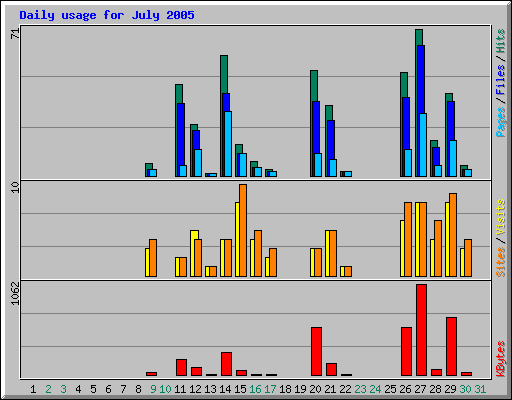 Daily usage for July 2005
71
Pages / Files / Hits
10
Sites / Visits
1062
KBytes
1 2 3 4 5 6 7 8 9 10 11 12 13 14 15 16 17 18 19 20 21 22 23 24 25 26 27 28 29 30 31